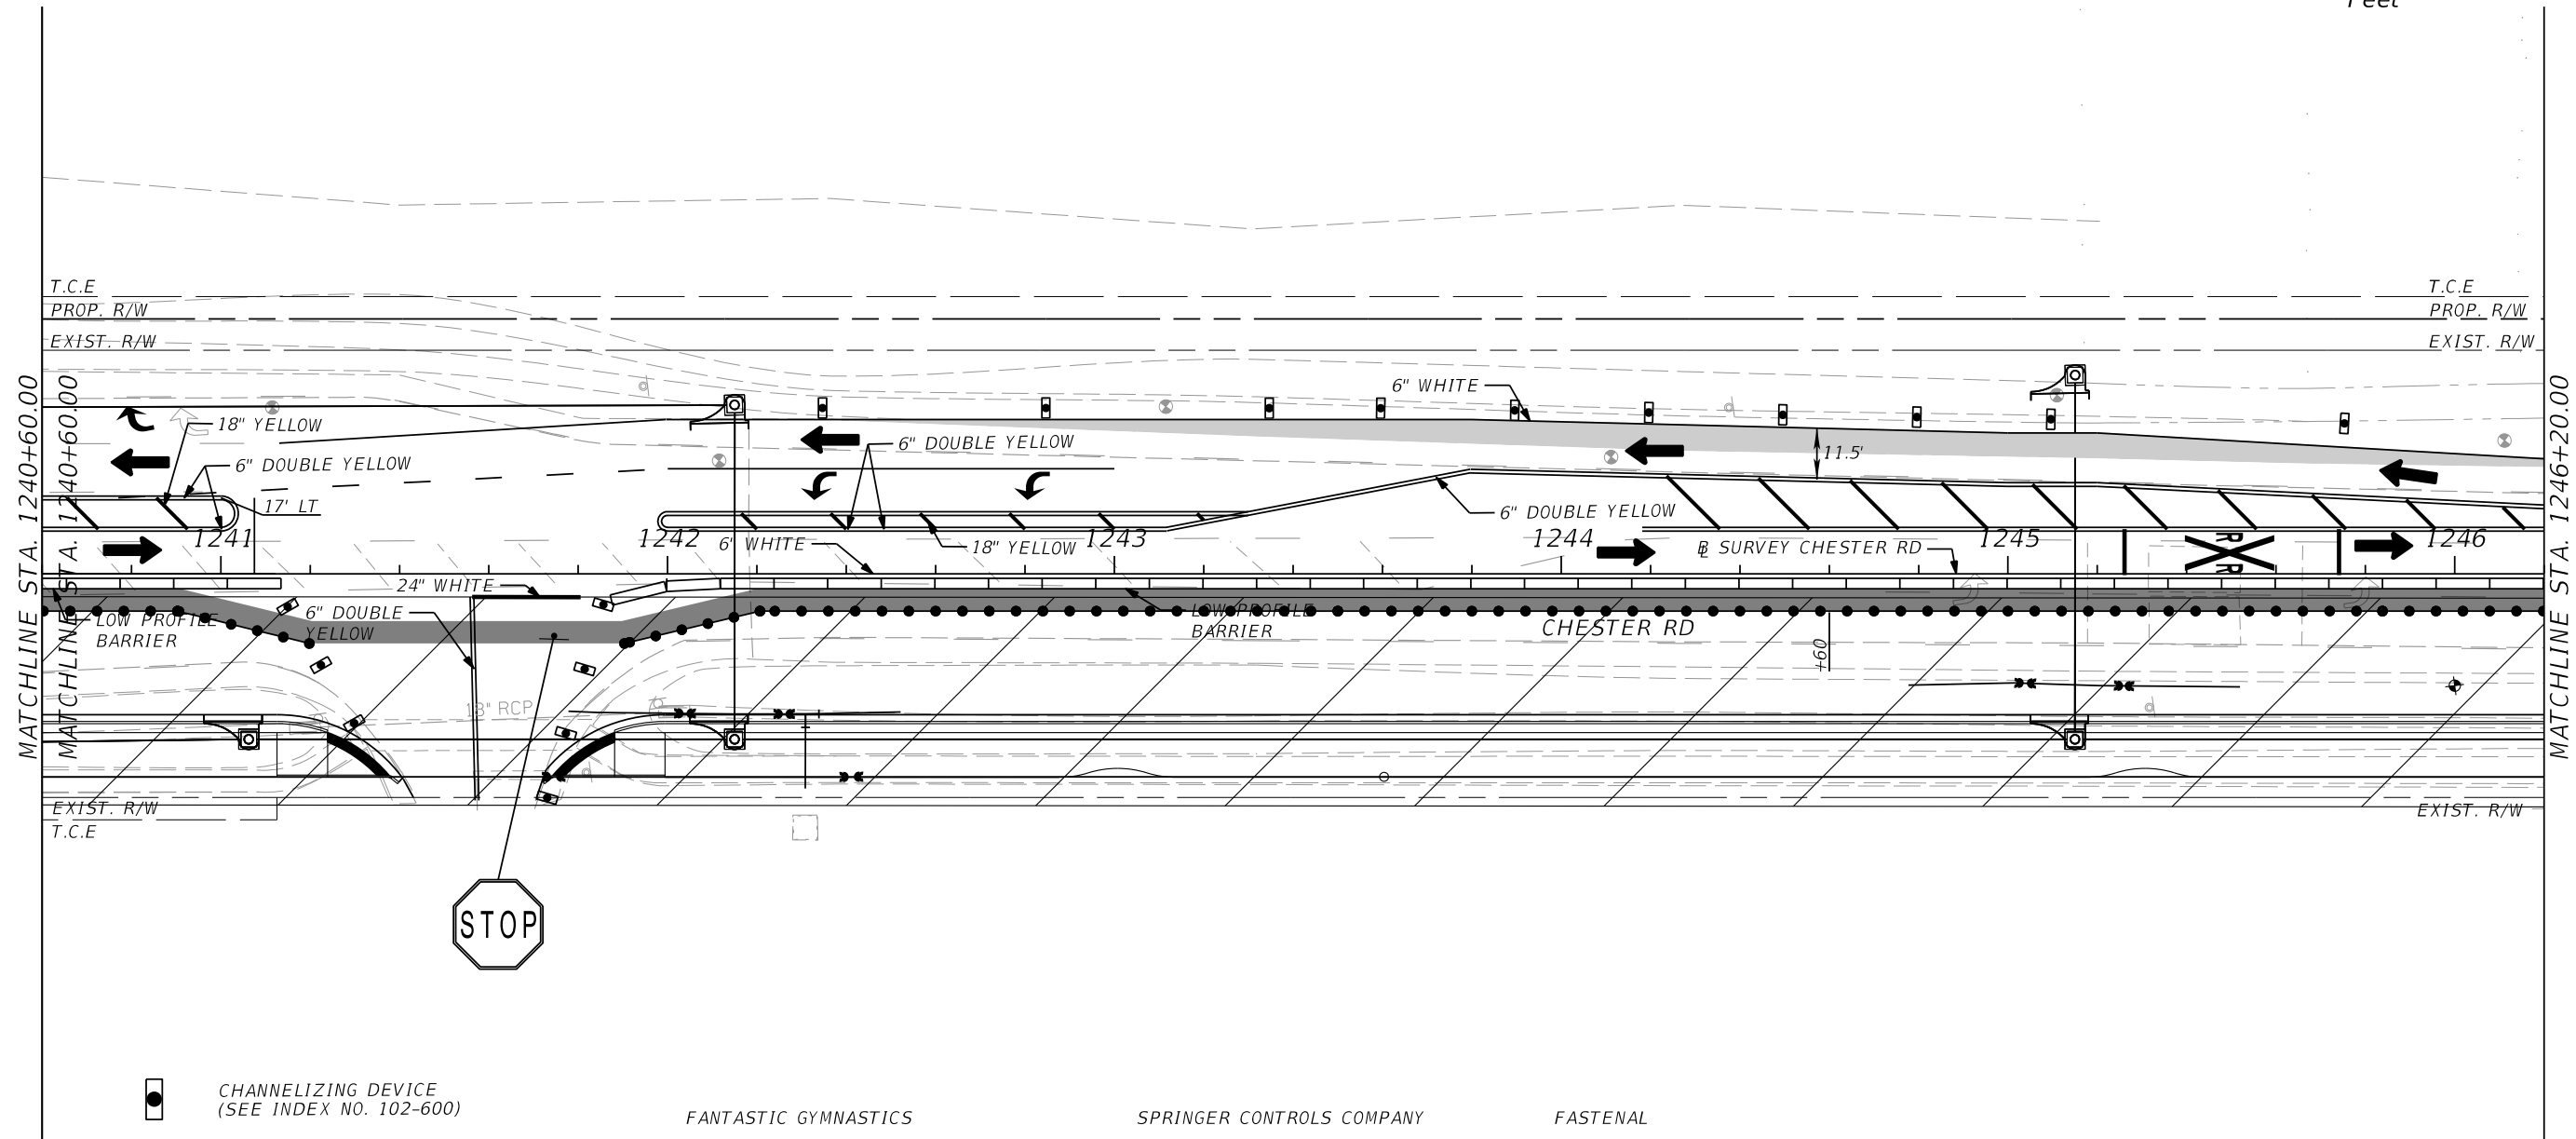 Feet
T.C.E
T.C.E
PROP. R/W
PROP. R/W
EXIST. R/W
EXIST. R/W
MATCHLINE STA. 1240+60.00
MATCHLINE STA. 1240+60.00
MATCHLINE STA. 1246+20.00
6" WHITE
18" YELLOW
6" DOUBLE YELLOW
6" DOUBLE YELLOW
11.5'
17' LT
6" DOUBLE YELLOW
1241
1242
1243
1244
1245
1246
6' WHITE
18" YELLOW
B SURVEY CHESTER RD
R R
24" WHITE
6" DOUBLE
YELLOW
LOW PROFILE
BARRIER
LOW PROFILE
BARRIER
CHESTER RD
+60
18" RCP
EXIST. R/W
EXIST. R/W
T.C.E
STOP
CHANNELIZING DEVICE
(SEE INDEX NO. 102-600)
FANTASTIC GYMNASTICS
SPRINGER CONTROLS COMPANY
FASTENAL